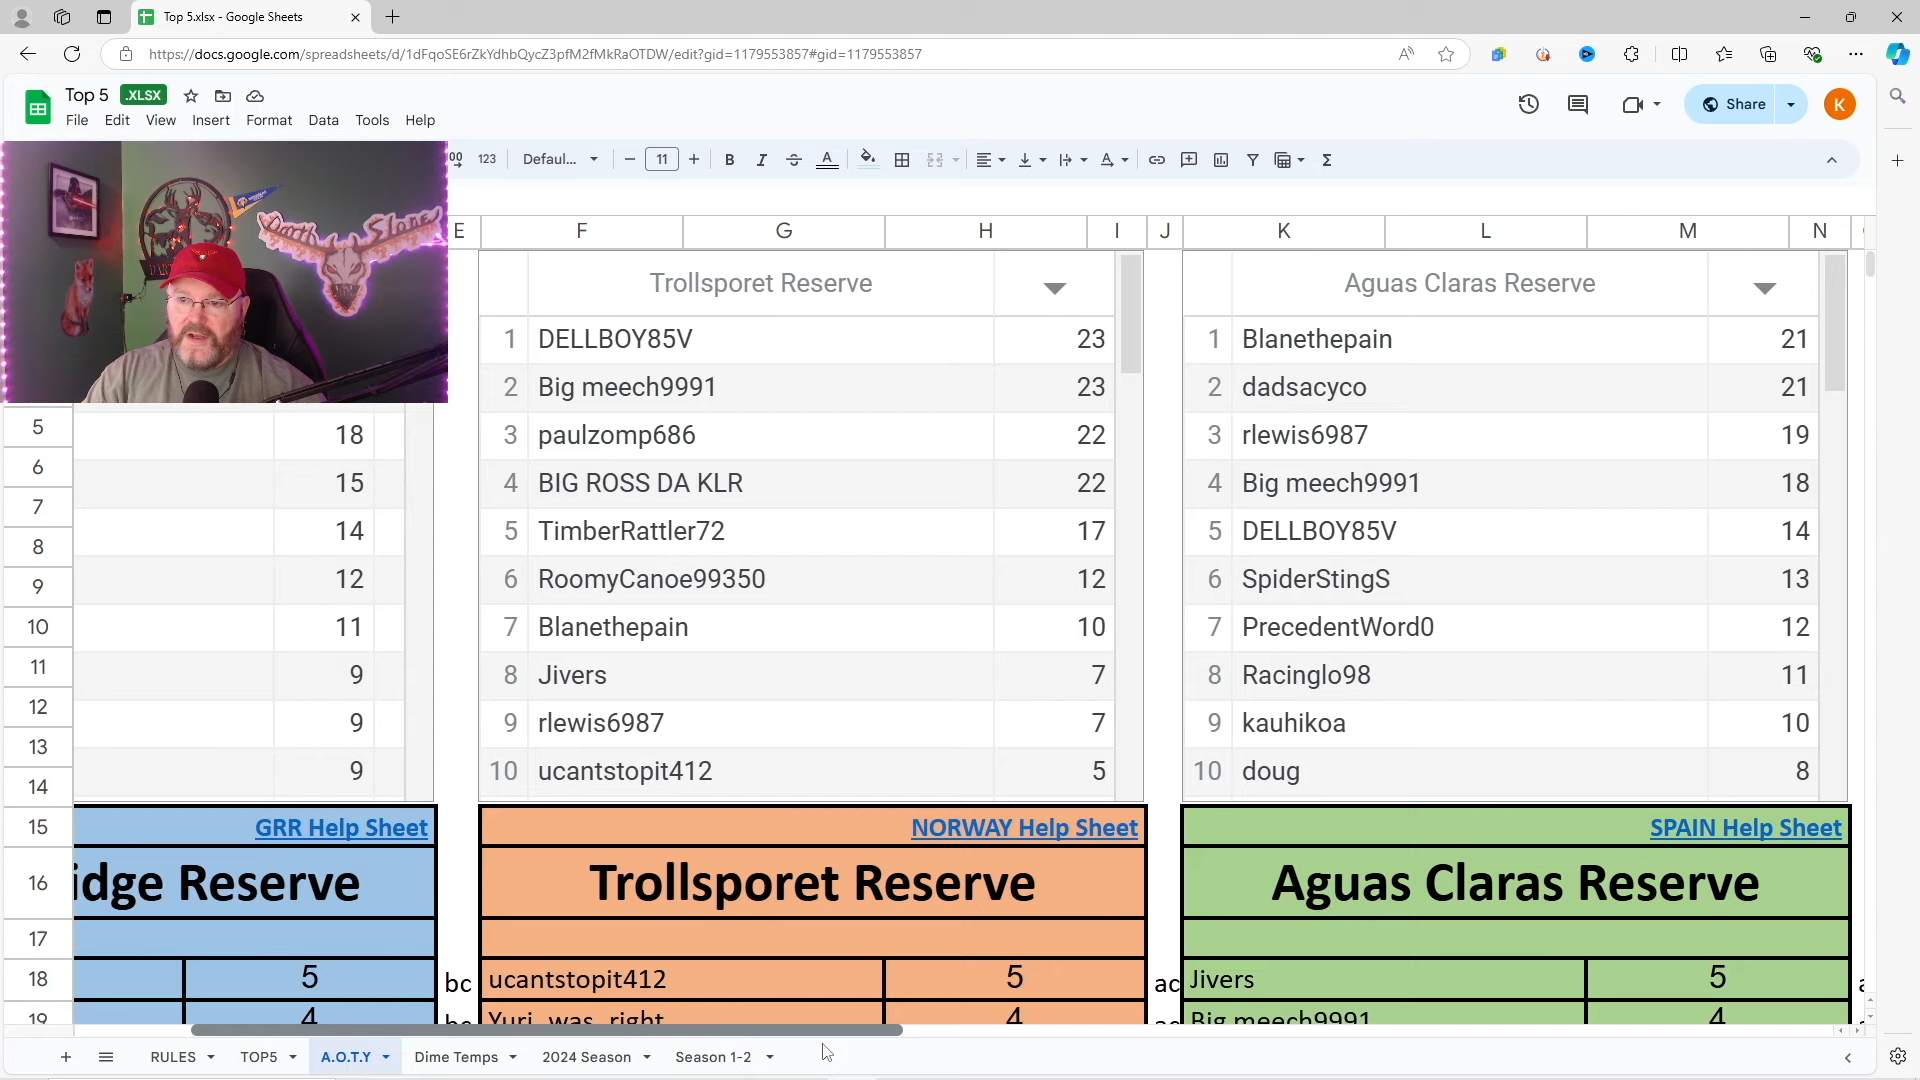 Top 5.xlsx - Google Sheets
https://docs.google.com/spreadsheets/d/1dFqoSE6rZkYdhbQycZ3pfM2fMkRaOTDW/edit?gid=1179553857#gid=1179553857
Top 5 .XLSX
File Edit View Insert Format Data Tools Help
Share
K
123 Defaul... 11
E F G H I J K L M N
Trollsporet Reserve
1 DELLBOY85V 23
2 Big meech9991 23
3 paulzomp686 22
4 BIG ROSS DA KLR 22
5 TimberRattler72 17
6 RoomyCanoe99350 12
7 Blanethepain 10
8 Jivers 7
9 rlewis6987 7
10 ucantstopit412 5
Aguas Claras Reserve
1 Blanethepain 21
2 dadsacyco 21
3 rlewis6987 19
4 Big meech9991 18
5 DELLBOY85V 14
6 SpiderStingS 13
7 PrecedentWord0 12
8 Racinglo98 11
9 kauhikoa 10
10 doug 8
5 18
6 15
7 14
8
9 12
10 11
11 9
12 9
13
14 9
15 GRR Help Sheet NORWAY Help Sheet SPAIN Help Sheet
16 idge Reserve Trollsporet Reserve Aguas Claras Reserve
17
18 5 bc ucantstopit412 5 ac Jivers 5
19 4 Yuri_was_right 4 Big meech9991 4
RULES TOP5 A.O.T.Y Dime Temps 2024 Season Season 1-2